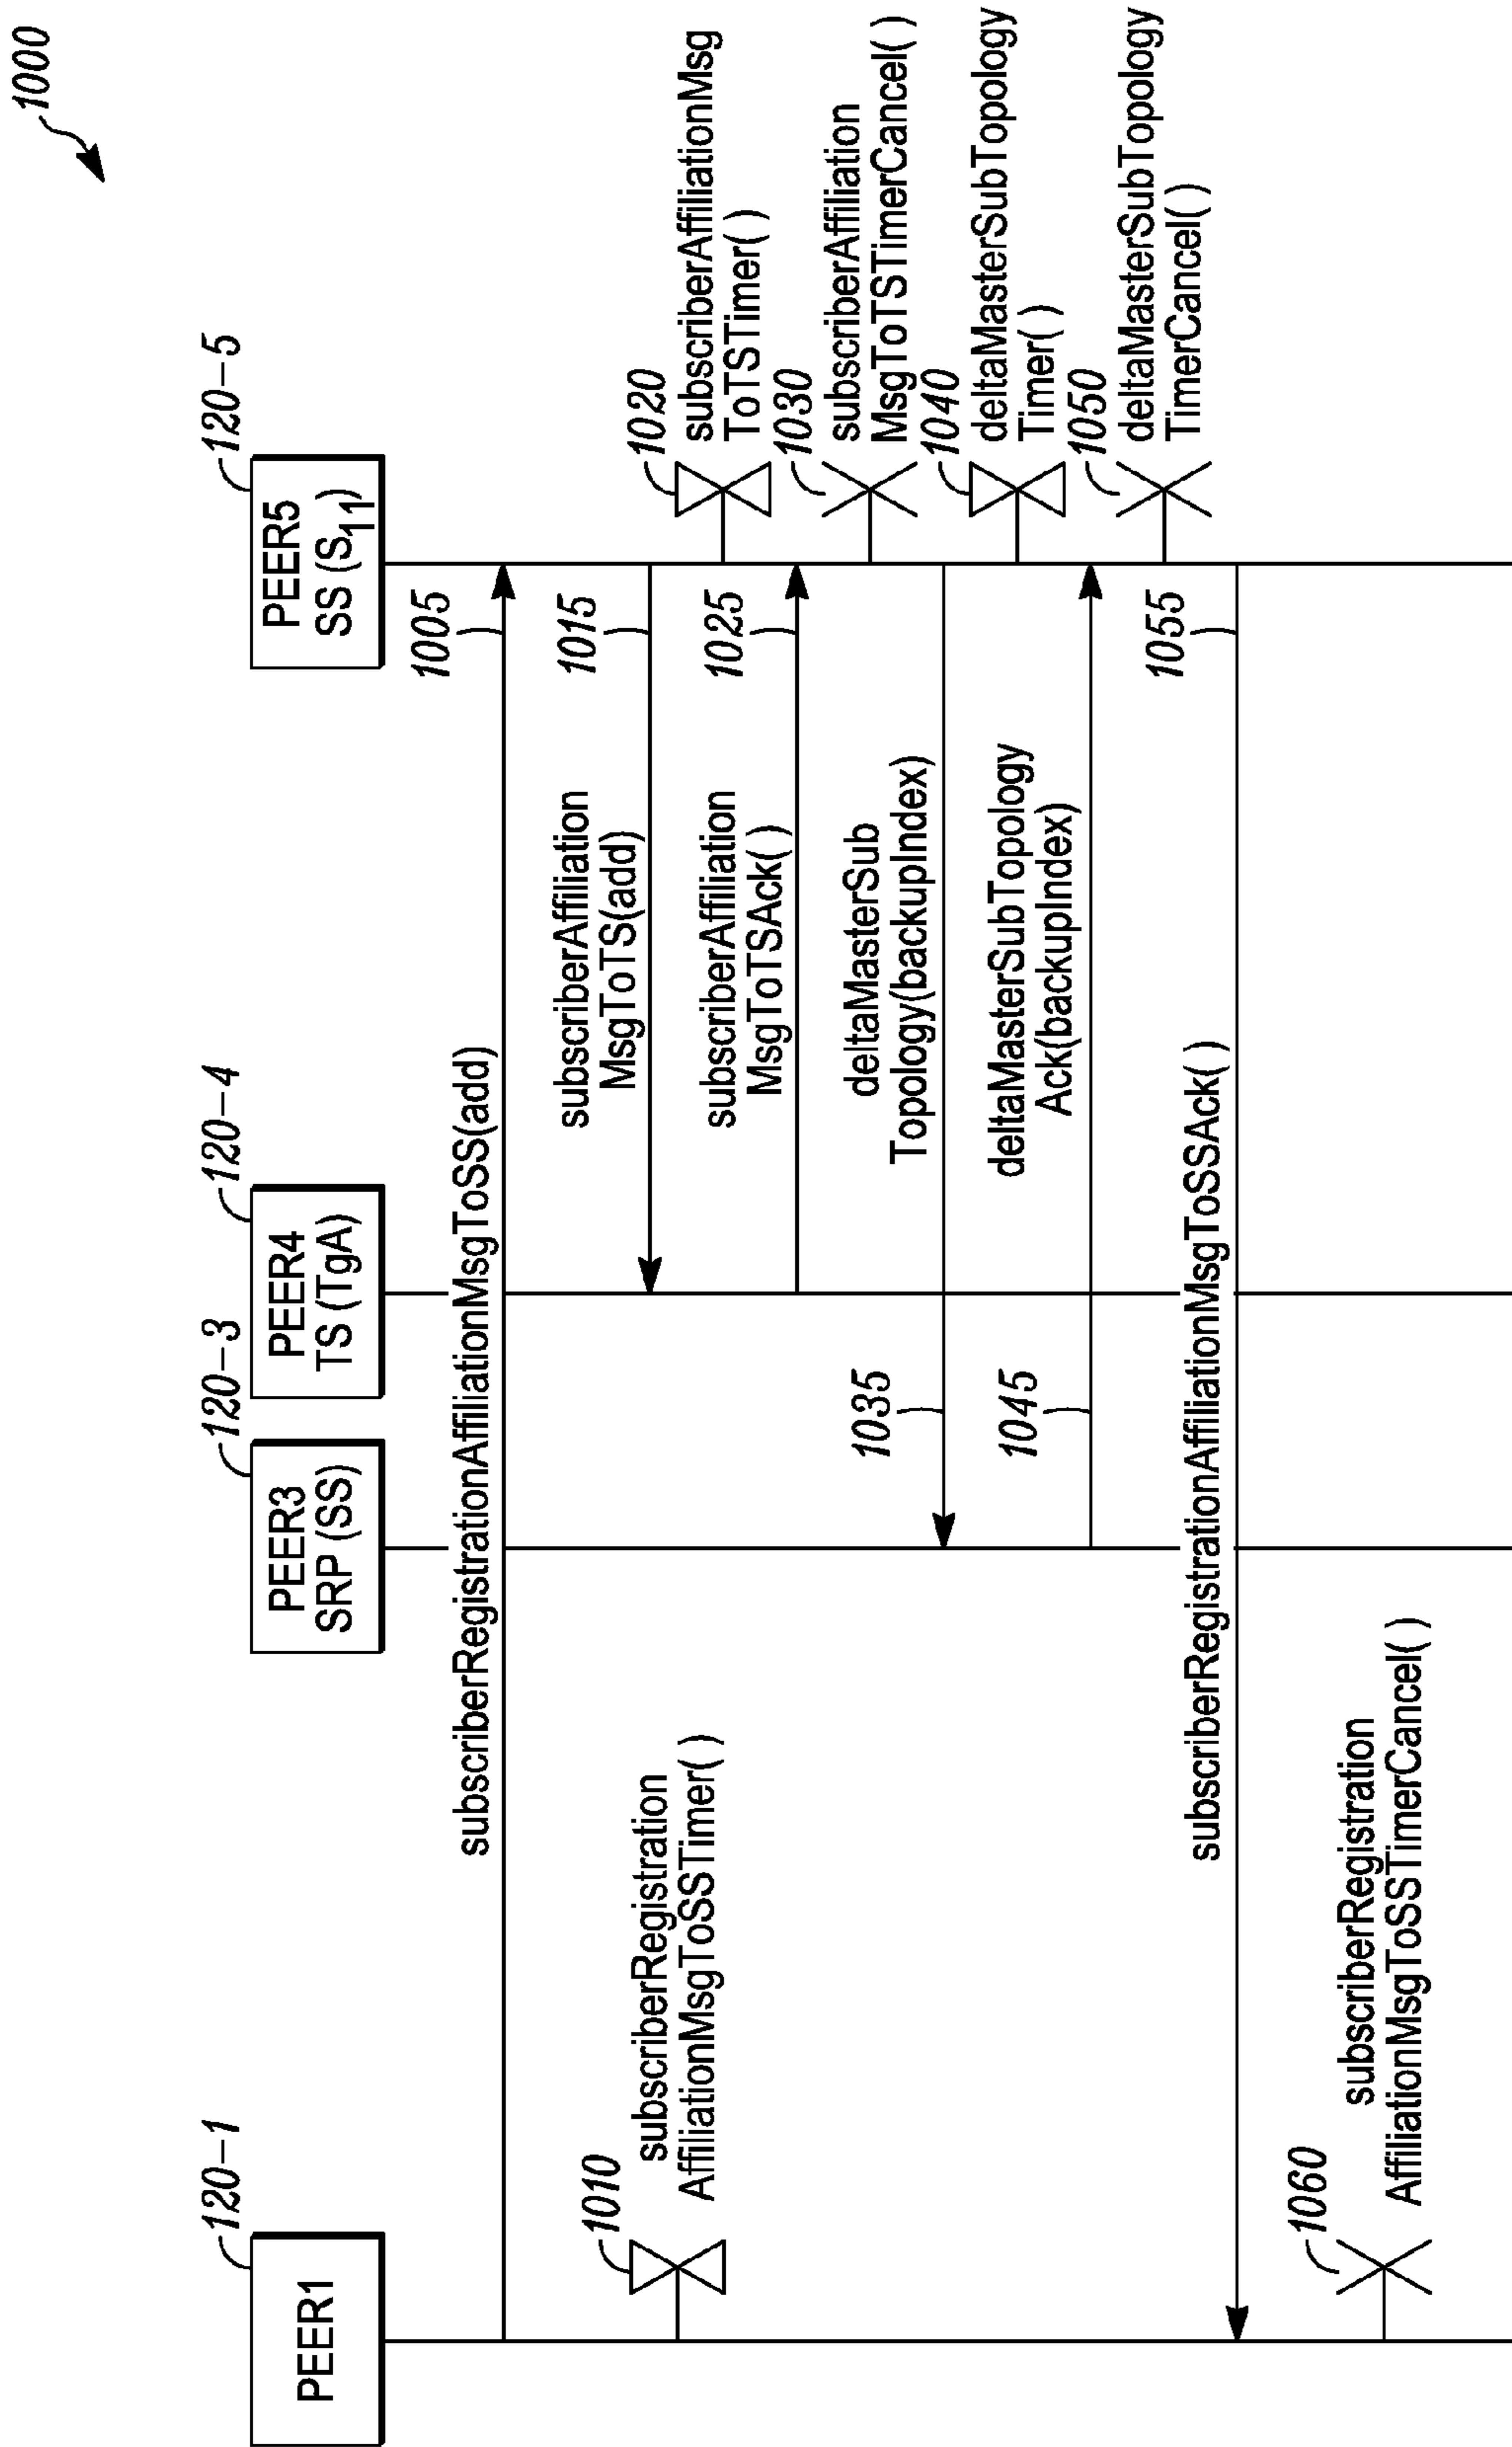 1000
120-1
PEER1
120-3
PEER3
SRP (SS)
120-4
PEER4
TS (TgA)
120-5
PEER5
SS (S11)
subscriberRegistrationAffiliationMsgToSS(add)
1005
1010
subscriberRegistration
AffiliationMsgToSSTimer( )
subscriberAffiliation
MsgToTS(add)
1015
1020
subscriberAffiliationMsg
ToTSTimer( )
subscriberAffiliation
MsgToTSAck( )
1025
1030
subscriberAffiliation
MsgToTSTimerCancel( )
1035
deltaMasterSub
Topology(backupIndex)
1040
deltaMasterSubTopology
Timer( )
1045
deltaMasterSubTopology
Ack(backupIndex)
1050
deltaMasterSubTopology
TimerCancel( )
subscriberRegistrationAffiliationMsgToSSAck( )
1055
1060
subscriberRegistration
AffiliationMsgToSSTimerCancel( )